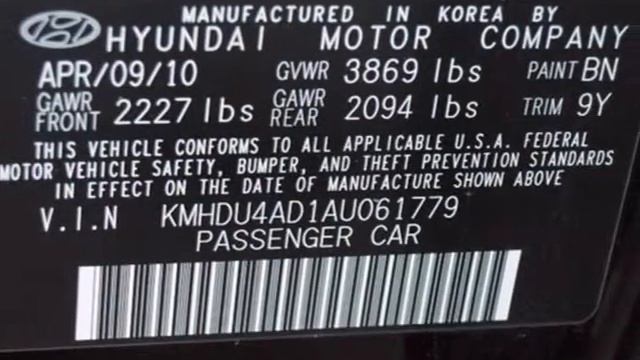 MANUFACTURED IN KOREA BY
HYUNDAI MOTOR COMPANY
APR/09/10 GVWR 3869 lbs PAINT BN
GAWR FRONT 2227 lbs GAWR REAR 2094 lbs TRIM 9Y
THIS VEHICLE CONFORMS TO ALL APPLICABLE U.S.A. FEDERAL
MOTOR VEHICLE SAFETY, BUMPER, AND THEFT PREVENTION STANDARDS
IN EFFECT ON THE DATE OF MANUFACTURE SHOWN ABOVE
V.I.N KMHDU4AD1AU061779
PASSENGER CAR